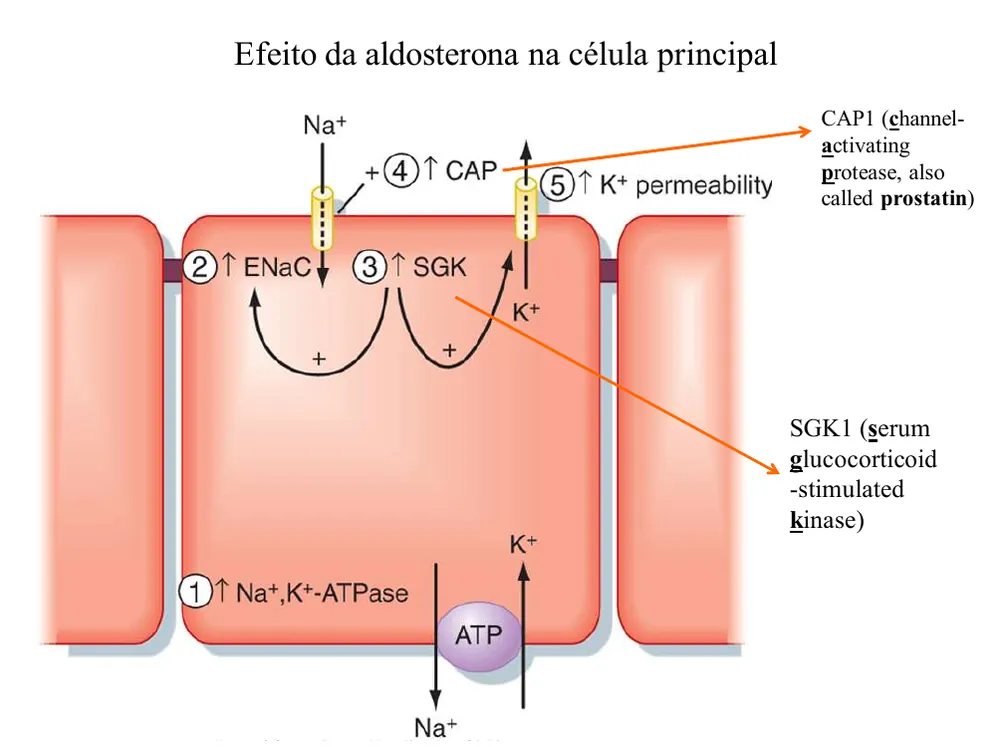 Efeito da aldosterona na célula principal
Na⁺
+ ④ ↑ CAP
⑤ ↑ K⁺ permeability
CAP1 (channel-
activating
protease, also
called prostatin)
② ↑ ENaC
③ ↑ SGK
K⁺
+
+
SGK1 (serum
glucocorticoid
-stimulated
kinase)
K⁺
① ↑ Na⁺,K⁺-ATPase
ATP
Na⁺